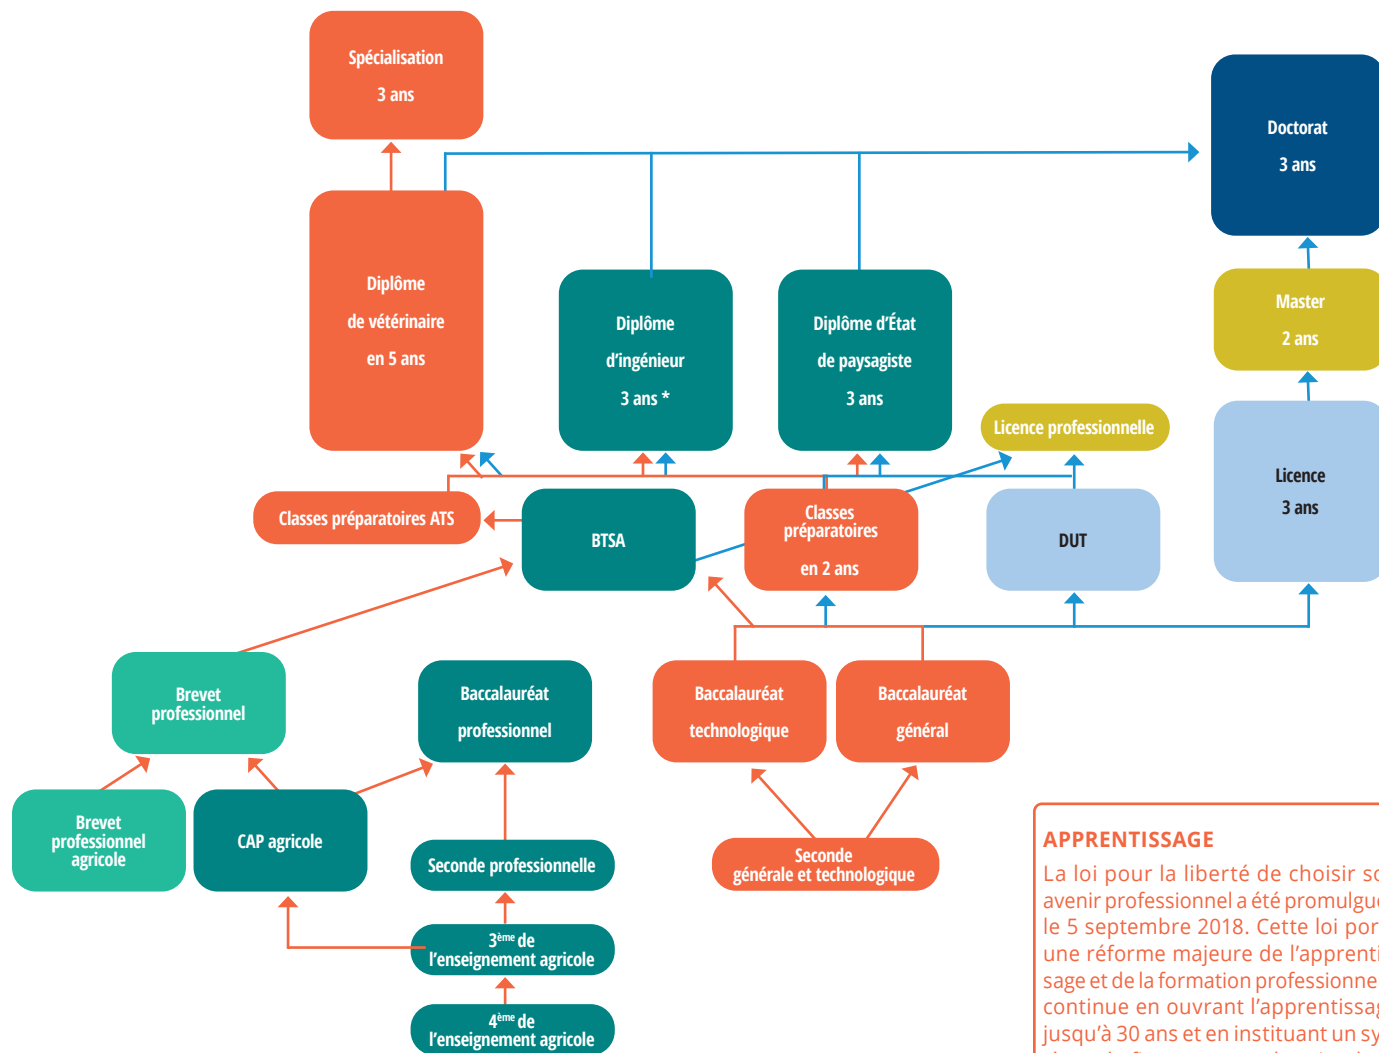 Spécialisation
3 ans
Doctorat
3 ans
Diplôme
de vétérinaire
en 5 ans
Diplôme
d'ingénieur
3 ans *
Diplôme d'État
de paysagiste
3 ans
Master
2 ans
Licence professionnelle
Licence
3 ans
Classes préparatoires ATS
BTSA
Classes
préparatoires
en 2 ans
DUT
Brevet
professionnel
Baccalauréat
professionnel
Baccalauréat
technologique
Baccalauréat
général
Brevet
professionnel
agricole
CAP agricole
Seconde professionnelle
Seconde
générale et technologique
3ème de
l'enseignement agricole
4ème de
l'enseignement agricole
APPRENTISSAGE
La loi pour la liberté de choisir
avenir professionnel a été
le 5 septembre 2018. Cette loi
une réforme majeure de
et de la formation
continue en ouvrant
jusqu'à 30 ans et en instituant un